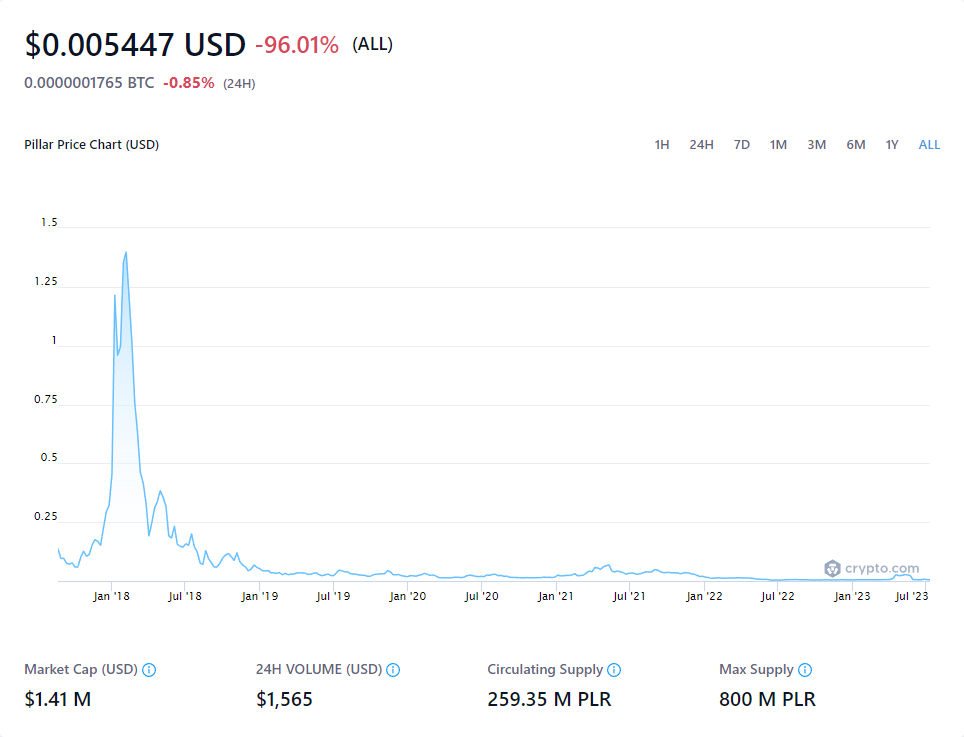 $0.005447 USD -96.01% (ALL)
0.0000001765 BTC -0.85% (24H)
Pillar Price Chart (USD) 1H 24H 7D 1M 3M 6M 1Y ALL
1.5
1.25
1
0.75
0.5
0.25
crypto.com
Jan '18 Jul '18 Jan '19 Jul '19 Jan '20 Jul '20 Jan '21 Jul '21 Jan '22 Jul '22 Jan '23 Jul '23
Market Cap (USD) 24H VOLUME (USD) Circulating Supply Max Supply
$1.41 M $1,565 259.35 M PLR 800 M PLR